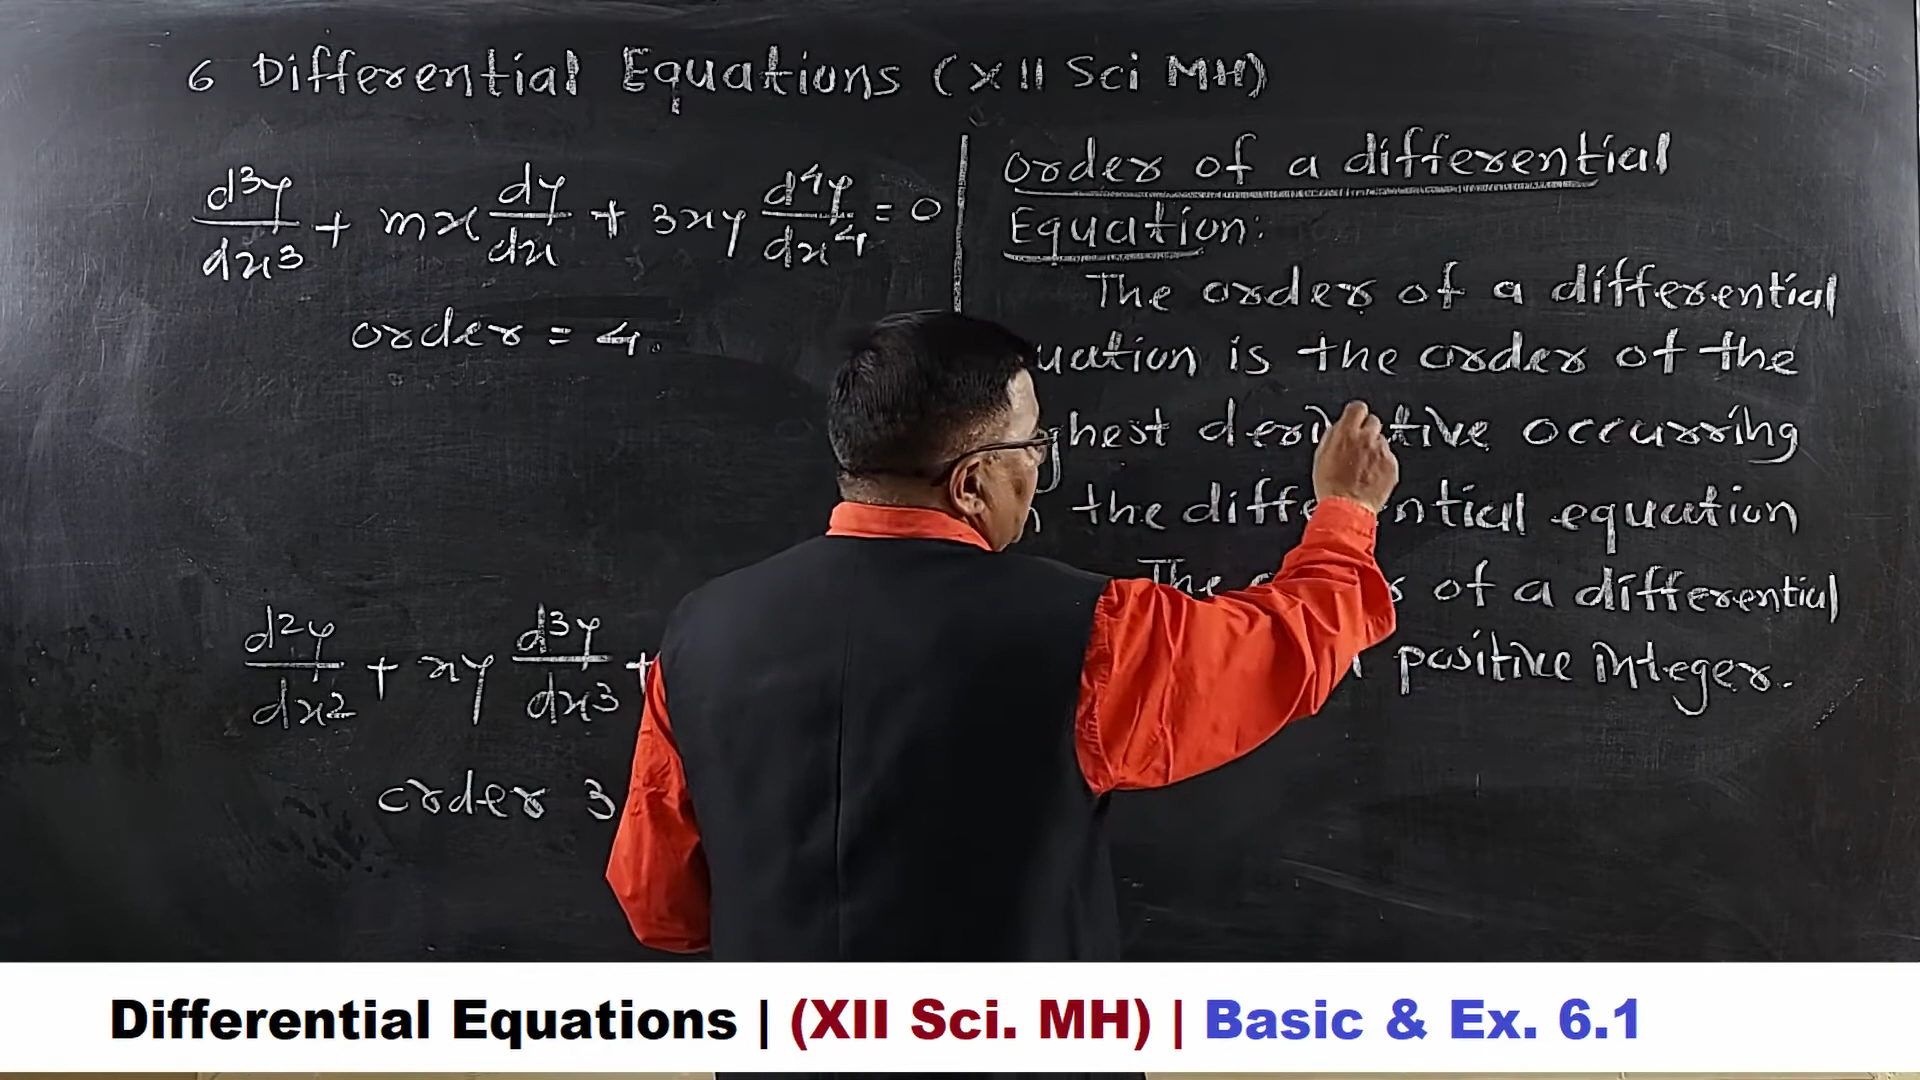 6 Differential Equations (XII Sci MH)
d³y/dx³ + mx dy/dx + 3xy d⁴y/dx⁴ = 0
order = 4.
d²y/dx² + xy d³y/dx³ +
order 3
order of a differential
Equation:
The order of a differential
uation is the order of the
ghest derivative occurring
the differential equation
The of a differential
positive integer.
Differential Equations | (XII Sci. MH) | Basic & Ex. 6.1